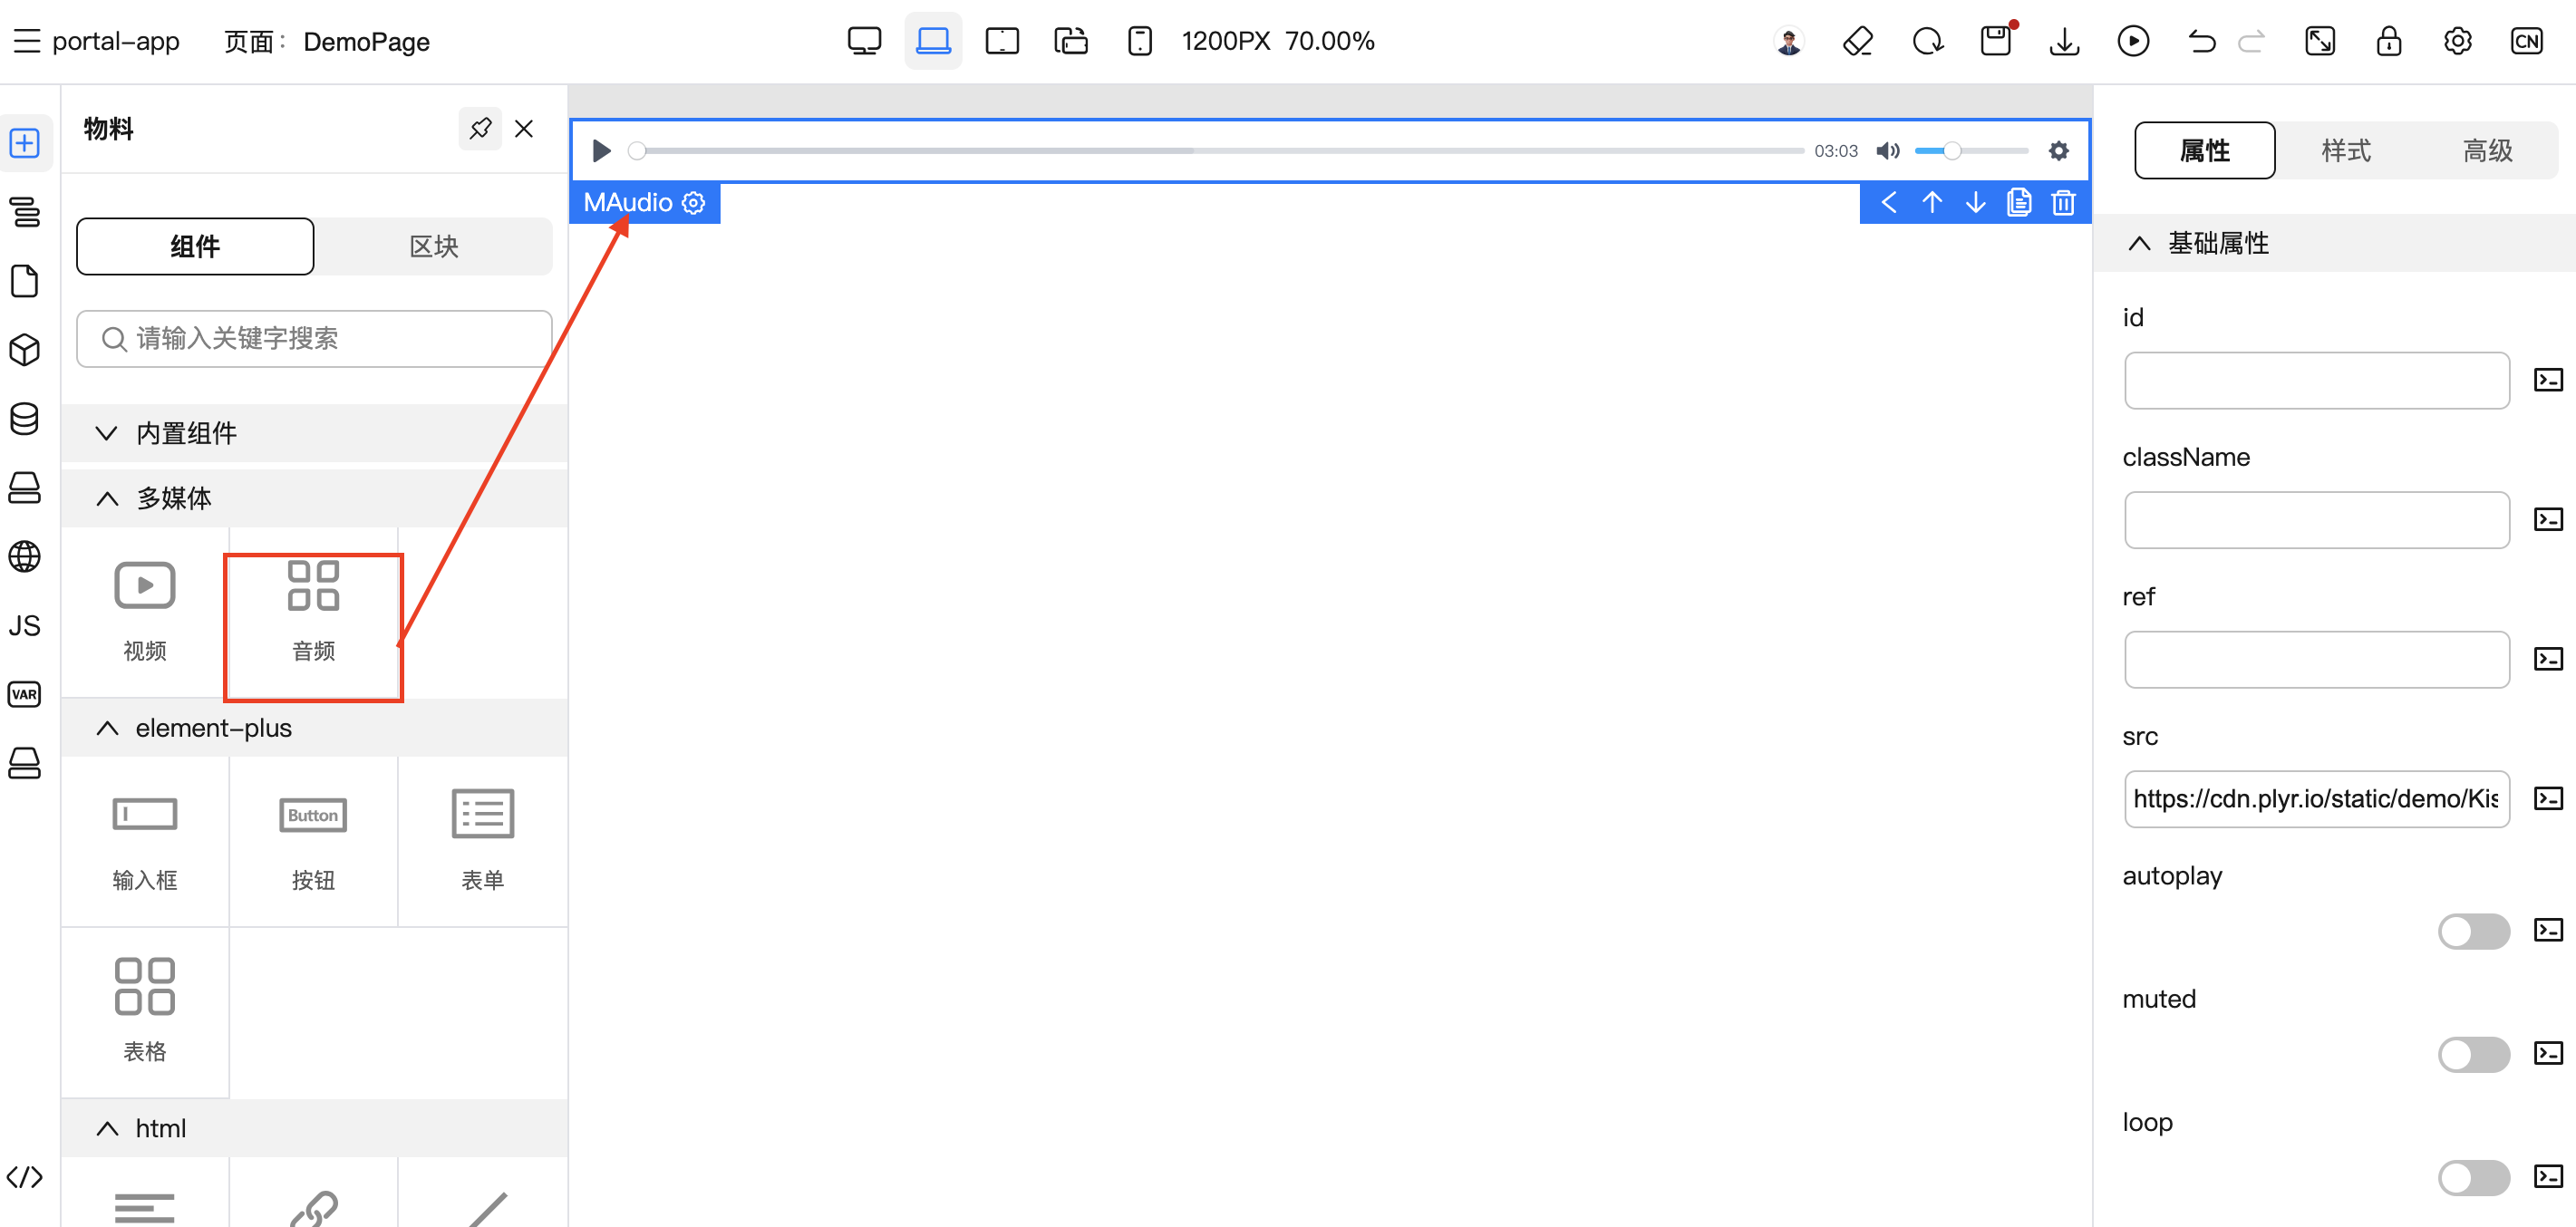 portal-app 页面： DemoPage 1200PX 70.00% CN
物料
组件 区块
请输入关键字搜索
内置组件
多媒体
视频 音频
element-plus
Button
输入框 按钮 表单
表格
html
JS
VAR
03:03
MAudio
属性 样式 高级
基础属性
id
className
ref
src
https://cdn.plyr.io/static/demo/Kis
autoplay
muted
loop